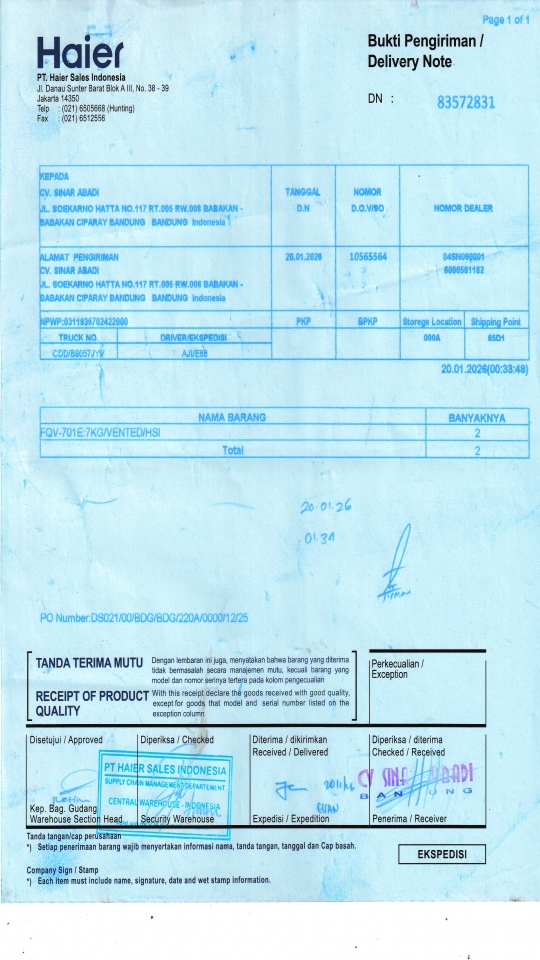 Page 1 of 1
Haier
PT. Haier Sales Indonesia
Jl. Danau Sunter Barat Blok A III, No. 38 - 39
Jakarta 14350
Telp : (021) 6505668 (Hunting)
Fax : (021) 6512556
Bukti Pengiriman /
Delivery Note
DN : 83572831
KEPADA
CV. SINAR ABADI
JL. SOEKARNO HATTA NO.117 RT.005 RW.008 BABAKAN -
BABAKAN CIPARAY BANDUNG BANDUNG Indonesia
TANGGAL
D.N
NOMOR
D.O.V/SO
NOMOR DEALER
ALAMAT PENGIRIMAN
CV. SINAR ABADI
JL. SOEKARNO HATTA NO.117 RT.005 RW.008 BABAKAN -
BABAKAN CIPARAY BANDUNG BANDUNG Indonesia
20.01.2026
10565564
6000581182
NPWP:0311936702422000
PKP
BPKP
Storege Location
Shipping Point
TRUCK NO.
DRIVER/EKSPEDISI
000A
65D1
CDD/B9057JYV
20.01.2026(00:33:48)
NAMA BARANG
BANYAKNYA
FQV-701E:7KG/VENTED/HSI
2
Total
2
20.01.26
01.34
PO Number:DS021/00/BDG/BDG/220A/0000/12/25
TANDA TERIMA MUTU
Dengan lembaran ini juga, menyatakan bahwa barang yang diterima
tidak bermasalah secara manajemen mutu, kecuali barang yang
model dan nomor serinya tertera pada kolom pengecualian
RECEIPT OF PRODUCT
QUALITY
With this receipt declare the goods received with good quality,
except for goods that model and serial number listed on the
exception column
Perkecualian /
Exception
Disetujui / Approved
Diperiksa / Checked
Diterima / dikirimkan
Received / Delivered
Diperiksa / diterima
Checked / Received
PT HAIER SALES INDONESIA
SUPPLY CHAIN MANAGEMENT DEPARTEMENT
CENTRAL WAREHOUSE - INDONESIA
CV SINAR ABADI
BANDUNG
Kep. Bag. Gudang
Warehouse Section Head
Security Warehouse
Expedisi / Expedition
Penerima / Receiver
Tanda tangan/cap perusahaan
*) Setiap penerimaan barang wajib menyertakan informasi nama, tanda tangan, tanggal dan Cap basah.
EKSPEDISI
Company Sign / Stamp
*) Each item must include name, signature, date and wet stamp information.